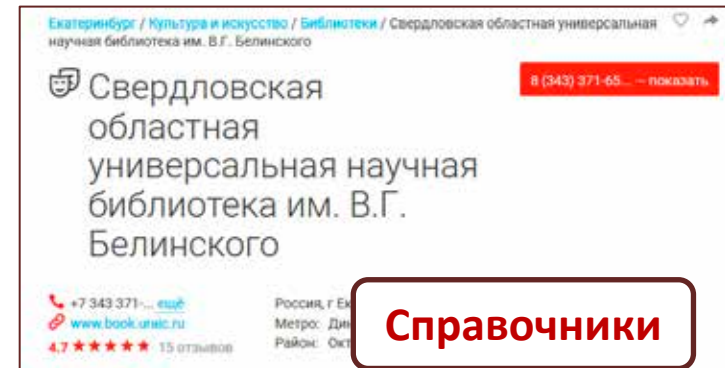 Екатеринбург / Культура и искусство / Библиотеки / Свердловская областная универсальная
научная библиотека им. В.Г. Белинского
8 (343) 371-65... — показать
Свердловская
областная
универсальная научная
библиотека им. В.Г.
Белинского
+7 343 371-... ещё
www.book.uraic.ru
4,7 ★★★★★ 15 отзывов
Россия, г Ек
Метро: Дин
Район: Окт
Справочники